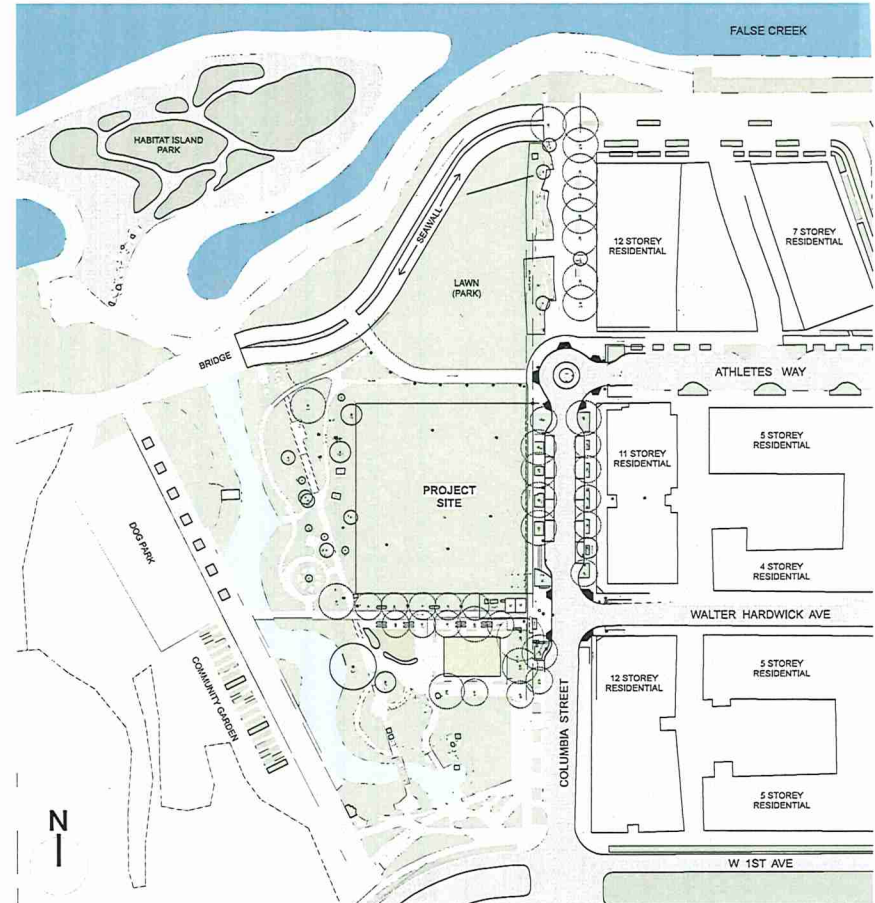 FALSE CREEK
HABITAT ISLAND
PARK
SEAWALL
12 STOREY
RESIDENTIAL
7 STOREY
RESIDENTIAL
LAWN
(PARK)
BRIDGE
ATHLETES WAY
11 STOREY
RESIDENTIAL
5 STOREY
RESIDENTIAL
PROJECT
SITE
DOG PARK
4 STOREY
RESIDENTIAL
WALTER HARDWICK AVE
COMMUNITY GARDEN
12 STOREY
RESIDENTIAL
5 STOREY
RESIDENTIAL
COLUMBIA STREET
5 STOREY
RESIDENTIAL
N
W 1ST AVE